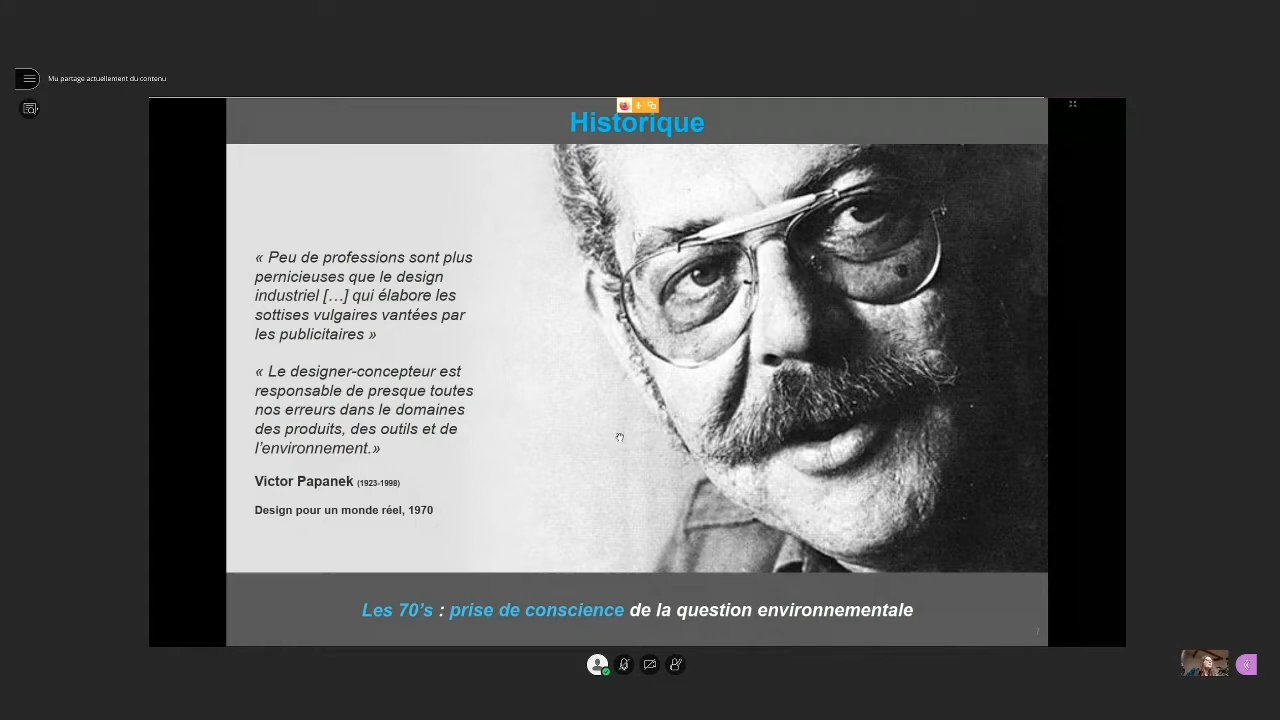 Mu partage actuellement du contenu
Historique
« Peu de professions sont plus
pernicieuses que le design
industriel […] qui élabore les
sottises vulgaires vantées par
les publicitaires »
« Le designer-concepteur est
responsable de presque toutes
nos erreurs dans le domaines
des produits, des outils et de
l’environnement.»
Victor Papanek (1923-1998)
Design pour un monde réel, 1970
Les 70’s : prise de conscience de la question environnementale
7